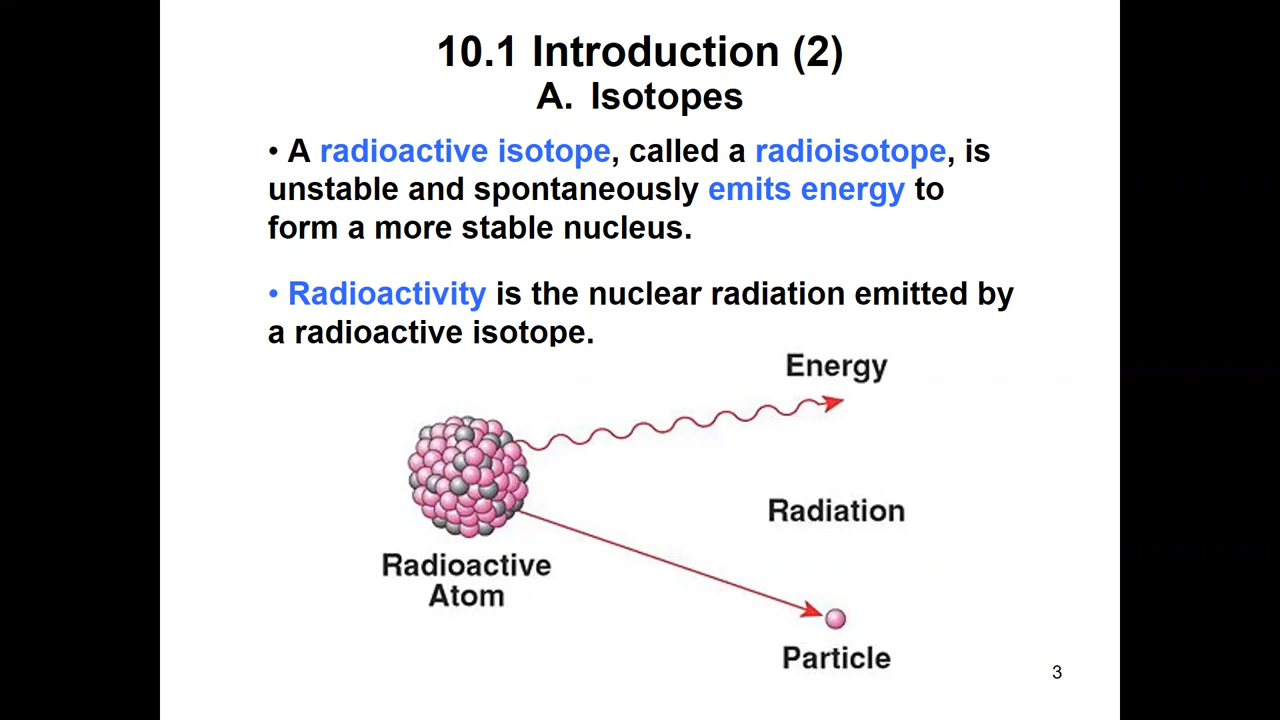 10.1 Introduction (2)
A. Isotopes
• A radioactive isotope, called a radioisotope, is
unstable and spontaneously emits energy to
form a more stable nucleus.
• Radioactivity is the nuclear radiation emitted by
a radioactive isotope.
Energy
Radiation
Radioactive
Atom
Particle
3